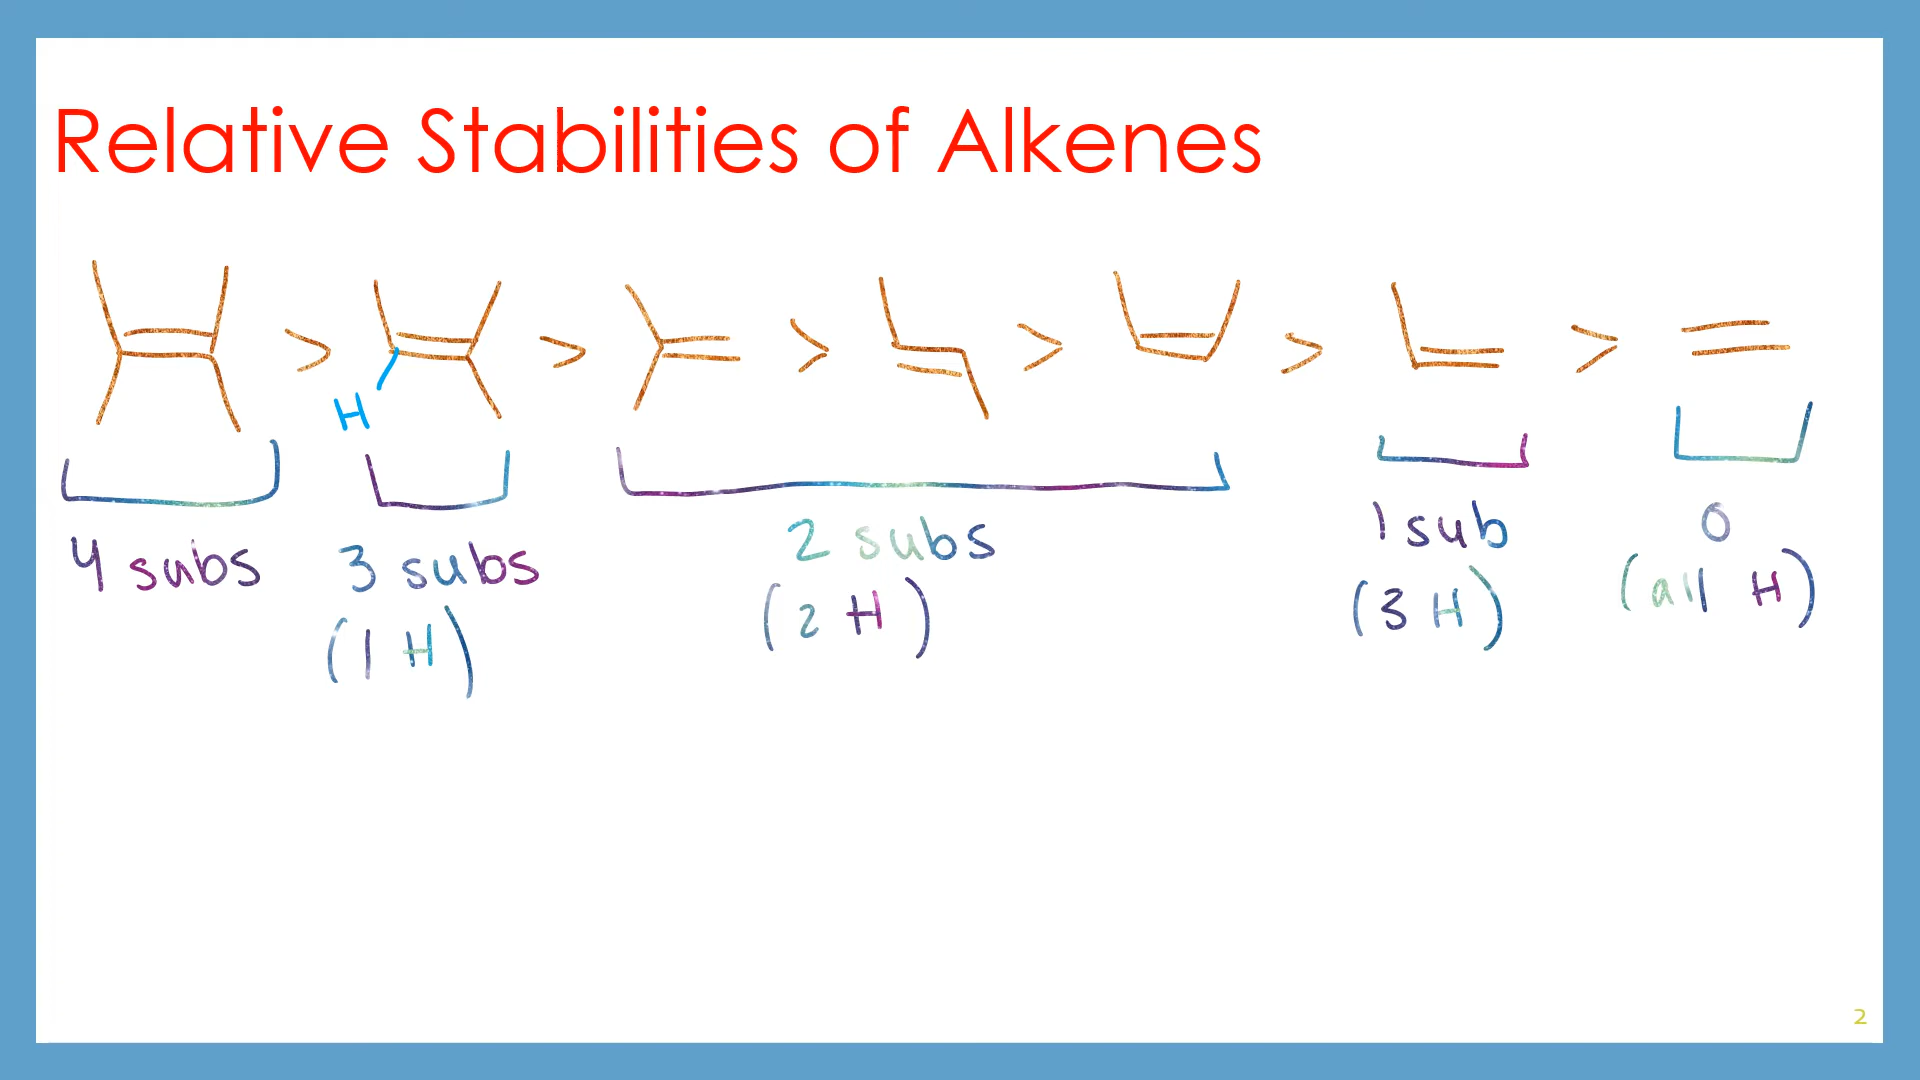 Relative Stabilities of Alkenes
> > > > > >
H
4 subs 3 subs 2 subs 1 sub 0
(1 H) (2 H) (3 H) (all H)
2